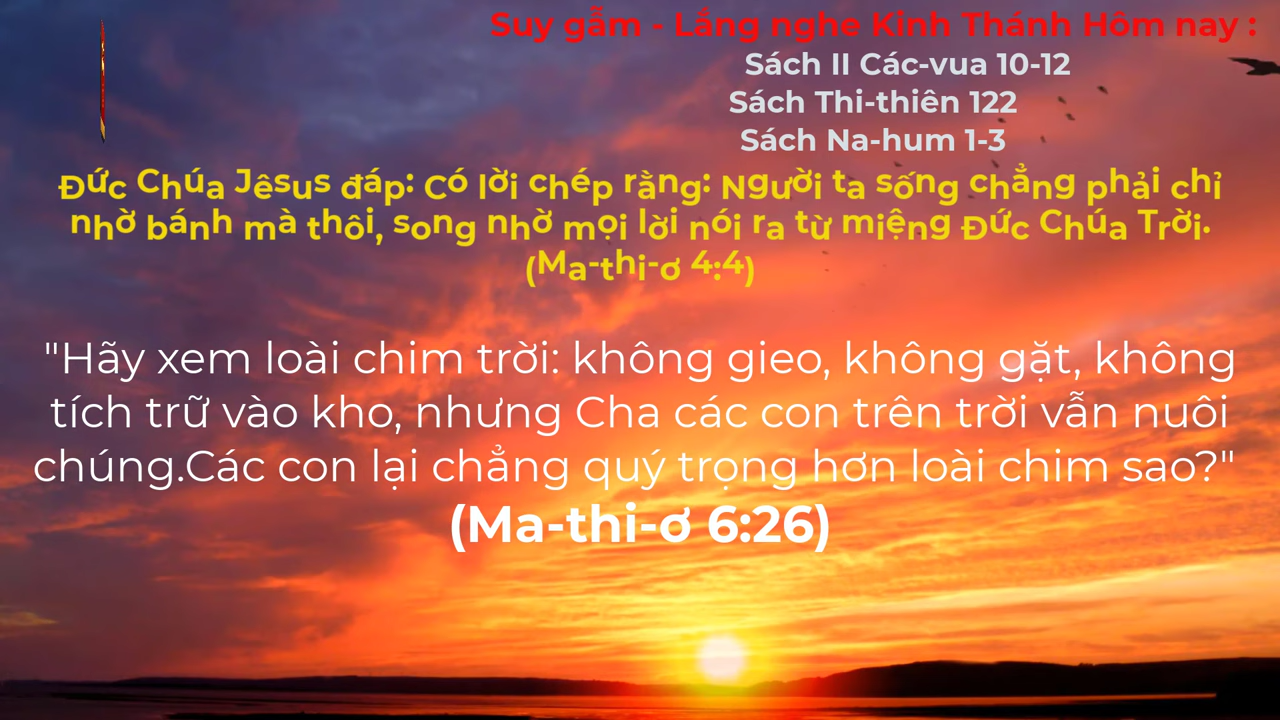 Suy gẫm - Lắng nghe Kinh Thánh Hôm nay :
Sách II Các-vua 10-12
Sách Thi-thiên 122
Sách Na-hum 1-3
Đức Chúa Jêsus đáp: Có lời chép rằng: Người ta sống chẳng phải chỉ
nhờ bánh mà thôi, song nhờ mọi lời nói ra từ miệng Đức Chúa Trời.
(Ma-thi-ơ 4:4)
"Hãy xem loài chim trời: không gieo, không gặt, không
tích trữ vào kho, nhưng Cha các con trên trời vẫn nuôi
chúng.Các con lại chẳng quý trọng hơn loài chim sao?"
(Ma-thi-ơ 6:26)